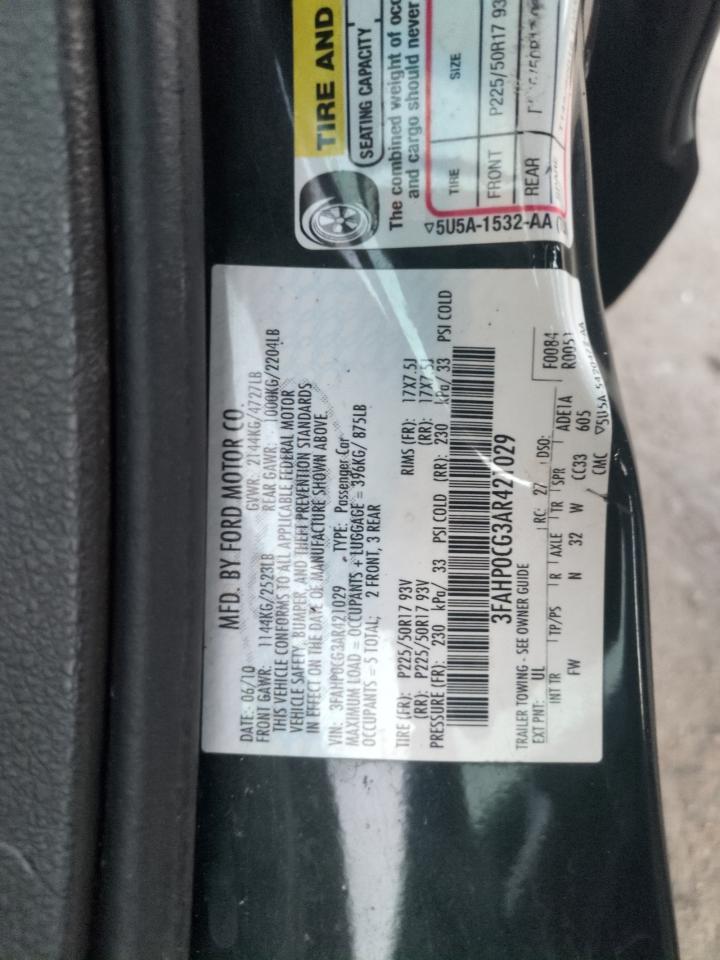 TIRE AND
SEATING CAPACITY
The combined weight of occ
and cargo should never
TIRE SIZE
FRONT P225/50R17 93
REAR
▽5U5A-1532-AA
MFD. BY FORD MOTOR CO.
DATE: 06/10 GVWR: 2144KG/4727LB
FRONT GAWR: 1144KG/2523LB REAR GAWR: 1000KG/2204LB
THIS VEHICLE CONFORMS TO ALL APPLICABLE FEDERAL MOTOR
VEHICLE SAFETY, BUMPER, AND THEFT PREVENTION STANDARDS
IN EFFECT ON THE DATE OF MANUFACTURE SHOWN ABOVE.
VIN: 3FAHP0CG3AR421029 TYPE: Passenger Car
MAXIMUM LOAD = OCCUPANTS + LUGGAGE = 396KG/ 875LB
OCCUPANTS = 5 TOTAL; 2 FRONT, 3 REAR
TIRE (FR): P225/50R17 93V RIMS (FR): 17X7.5J
(RR): P225/50R17 93V (RR): 17X7.5J
PRESSURE (FR): 230 kPa/ 33 PSI COLD (RR): 230 kPa/ 33 PSI COLD
3FAHP0CG3AR421029
TRAILER TOWING - SEE OWNER GUIDE F0084
EXT PNT: UL RC: 27 DSO: R0051
INT TR TP/PS R AXLE TR SPR ADE1A
FW N 32 W CC33 605
CMC ▽5U5A